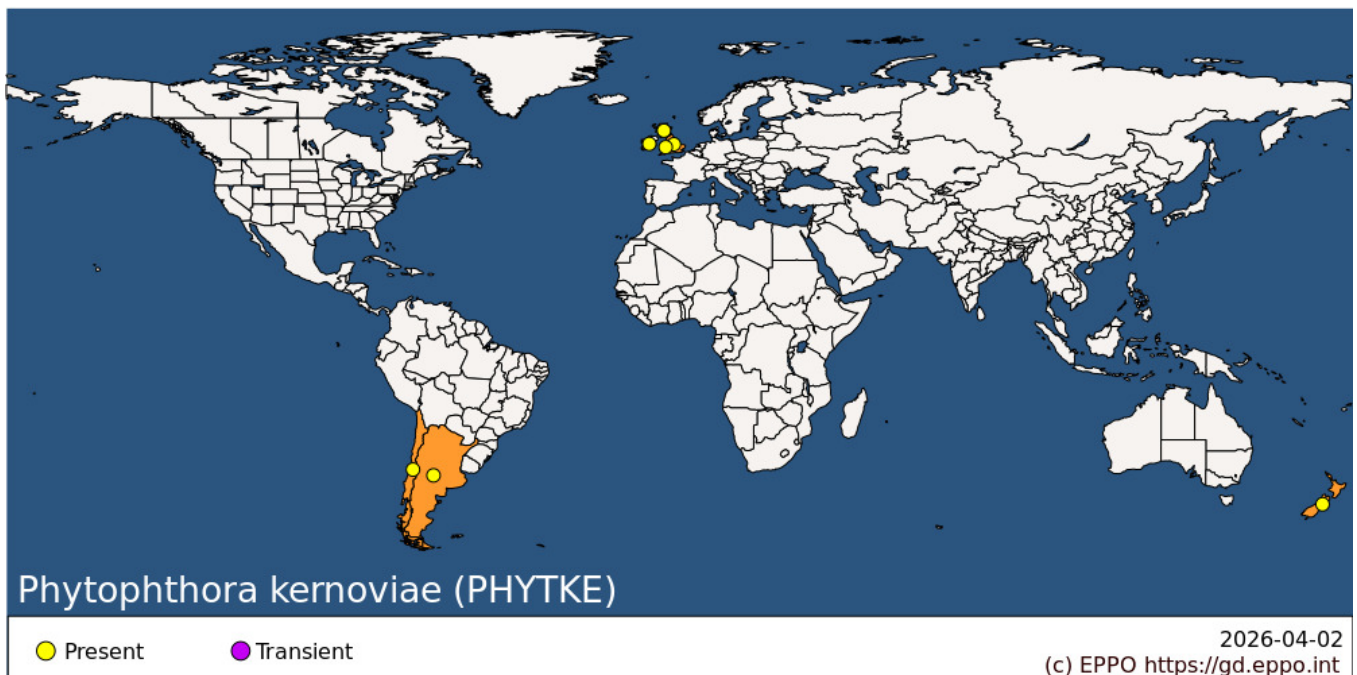 Phytophthora kernoviae (PHYTKE)
Present
Transient
2026-04-02
(c) EPPO https://gd.eppo.int